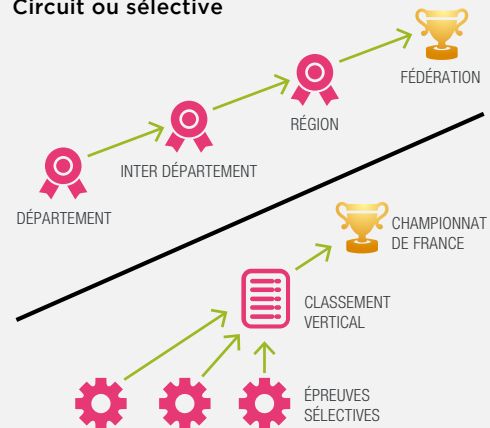 Circuit ou sélective
FÉDÉRATION
RÉGION
INTER DÉPARTEMENT
DÉPARTEMENT
CHAMPIONNAT
DE FRANCE
CLASSEMENT
VERTICAL
ÉPREUVES
SÉLECTIVES